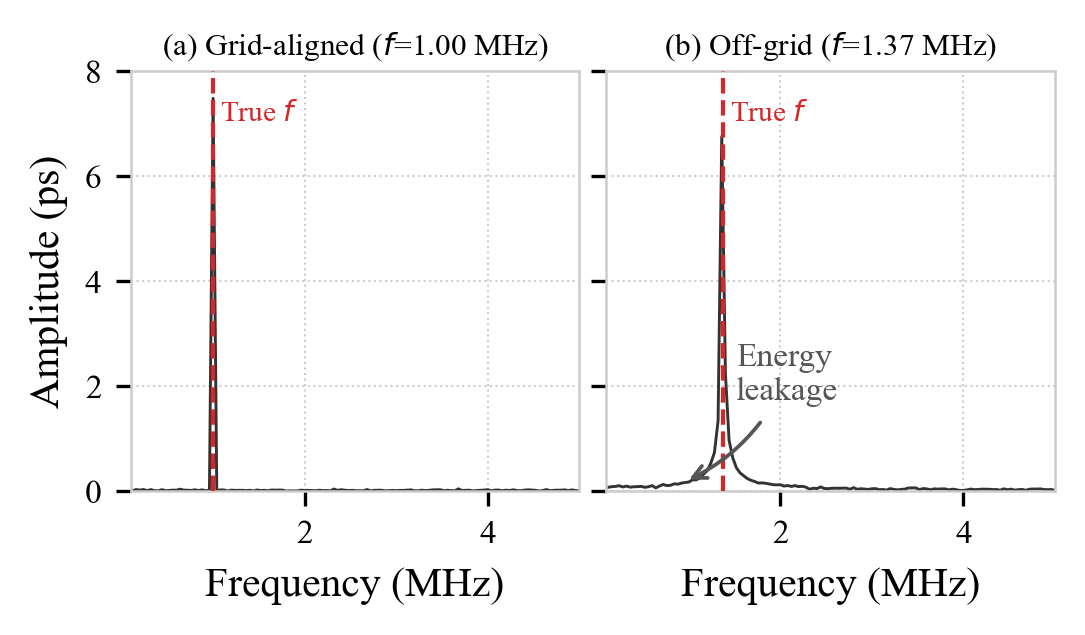 (a) Grid-aligned (f=1.00 MHz)
(b) Off-grid (f=1.37 MHz)
8
6
4
2
0
Amplitude (ps)
True f
True f
Energy
leakage
2
4
2
4
Frequency (MHz)
Frequency (MHz)